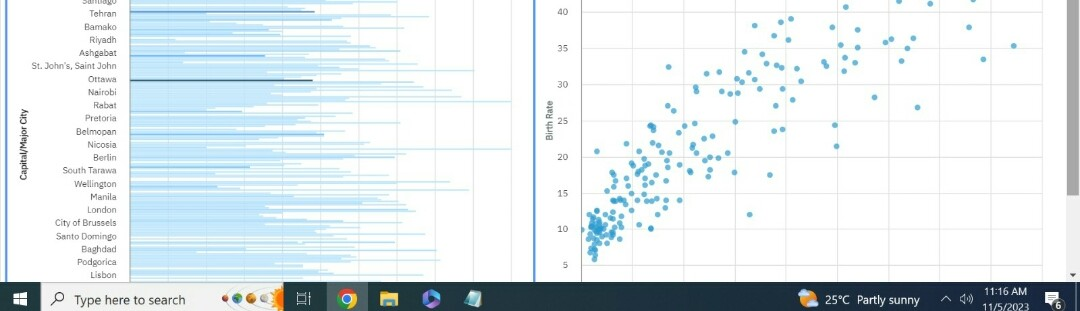 Santiago
Tehran
Bamako
Riyadh
Ashgabat
St. John's, Saint John
Ottawa
Nairobi
Rabat
Pretoria
Belmopan
Nicosia
Berlin
South Tarawa
Wellington
Manila
London
City of Brussels
Santo Domingo
Baghdad
Podgorica
Lisbon
Capital/Major City
40
35
30
25
20
15
10
5
Birth Rate
Type here to search
25°C Partly sunny
11:16 AM
11/5/2023
6